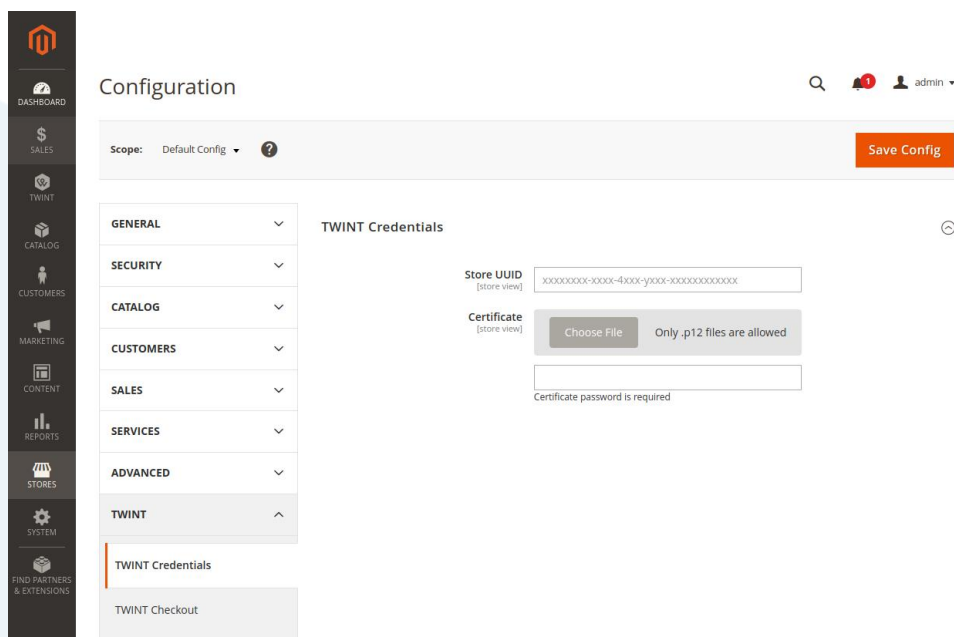 Configuration
1
admin
Scope:
Default Config
?
Save Config
DASHBOARD
$
SALES
TWINT
CATALOG
CUSTOMERS
MARKETING
CONTENT
REPORTS
STORES
SYSTEM
FIND PARTNERS
& EXTENSIONS
GENERAL
SECURITY
CATALOG
CUSTOMERS
SALES
SERVICES
ADVANCED
TWINT
TWINT Credentials
TWINT Checkout
TWINT Credentials
Store UUID
[store view]
xxxxxxxx-xxxx-4xxx-yxxx-xxxxxxxxxxxx
Certificate
[store view]
Choose File
Only .p12 files are allowed
Certificate password is required